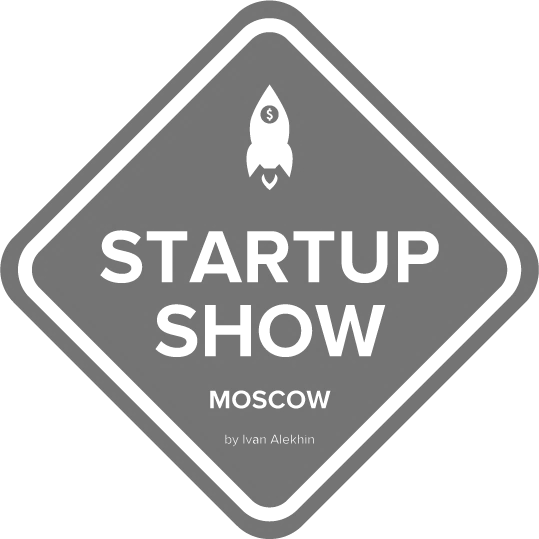 $
STARTUP
SHOW
MOSCOW
by Ivan Alekhin